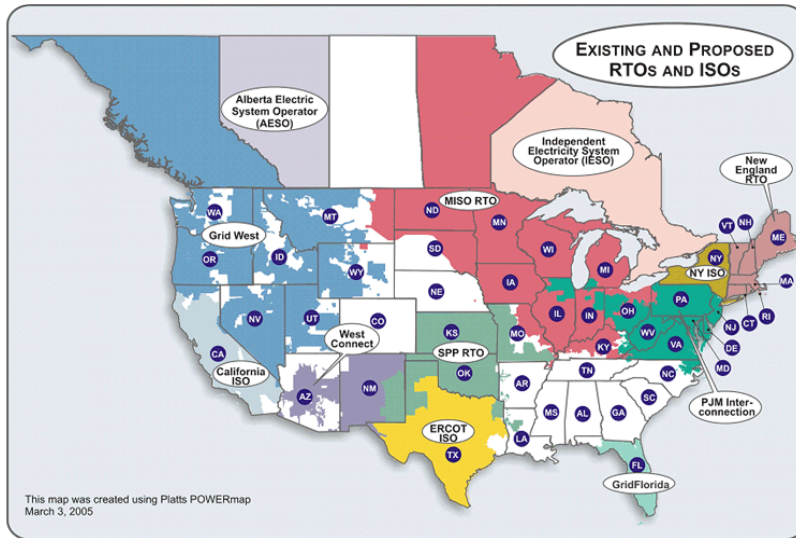 EXISTING AND PROPOSED
RTOS AND ISOS
Alberta Electric
System Operator
(AESO)
Independent
Electricity System
Operator (IESO)
New
England
RTO
MISO RTO
Grid West
NY ISO
West
Connect
California
ISO
SPP RTO
ERCOT
ISO
PJM Inter-
connection
GridFlorida
WA
MT
ND
MN
VT
NH
ME
OR
ID
WY
SD
WI
MI
NY
MA
NV
UT
CO
NE
IA
IL
IN
OH
PA
NJ
CT
RI
CA
KS
MO
KY
WV
VA
DE
MD
AZ
NM
OK
AR
TN
NC
SC
TX
LA
MS
AL
GA
FL
This map was created using Platts POWERmap
March 3, 2005